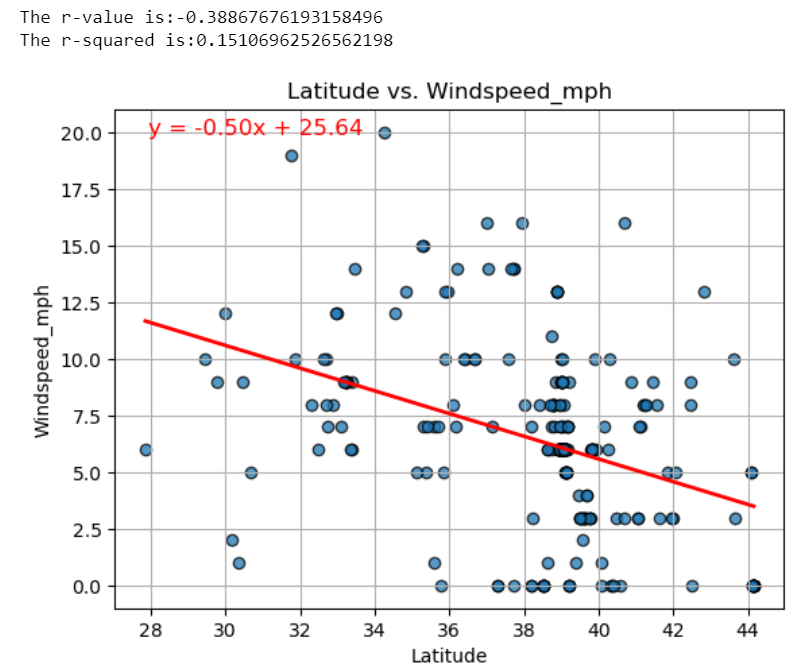 The r-value is:-0.38867676193158496
The r-squared is:0.15106962526562198
Latitude vs. Windspeed_mph
y = -0.50x + 25.64
20.0
17.5
15.0
12.5
10.0
7.5
5.0
2.5
0.0
Windspeed_mph
28 30 32 34 36 38 40 42 44
Latitude